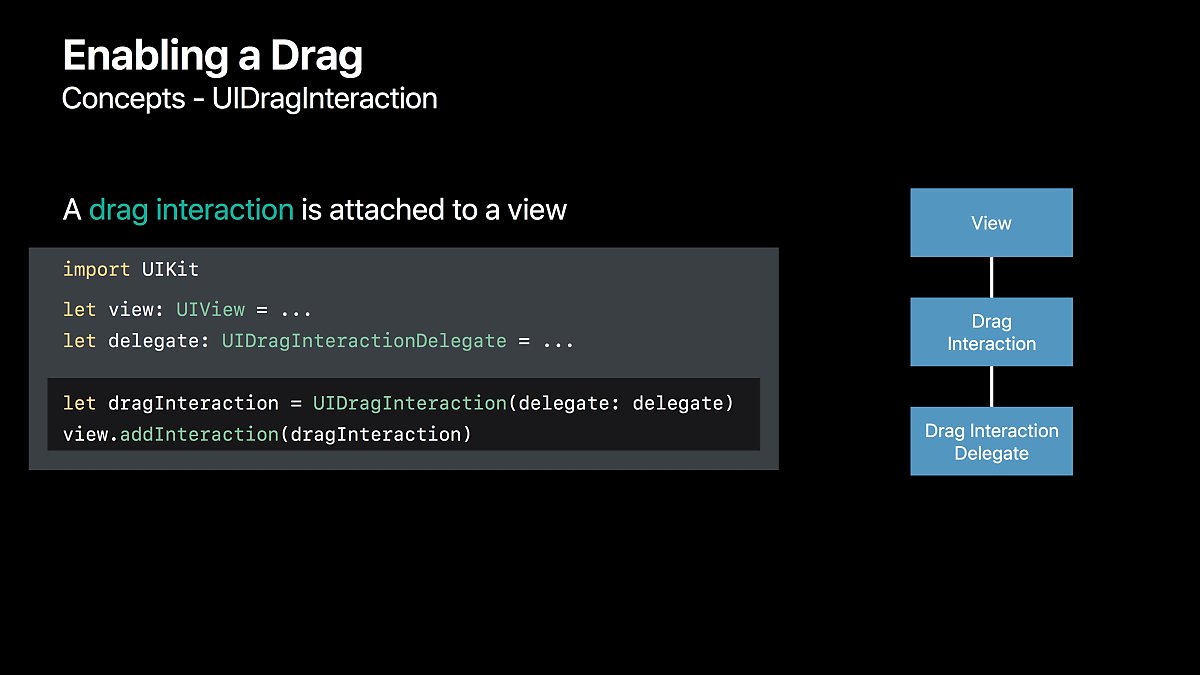 Enabling a Drag
Concepts - UIDragInteraction
A drag interaction is attached to a view
import UIKit
let view: UIView = ...
let delegate: UIDragInteractionDelegate = ...
let dragInteraction = UIDragInteraction(delegate: delegate)
view.addInteraction(dragInteraction)
View
Drag
Interaction
Drag Interaction
Delegate